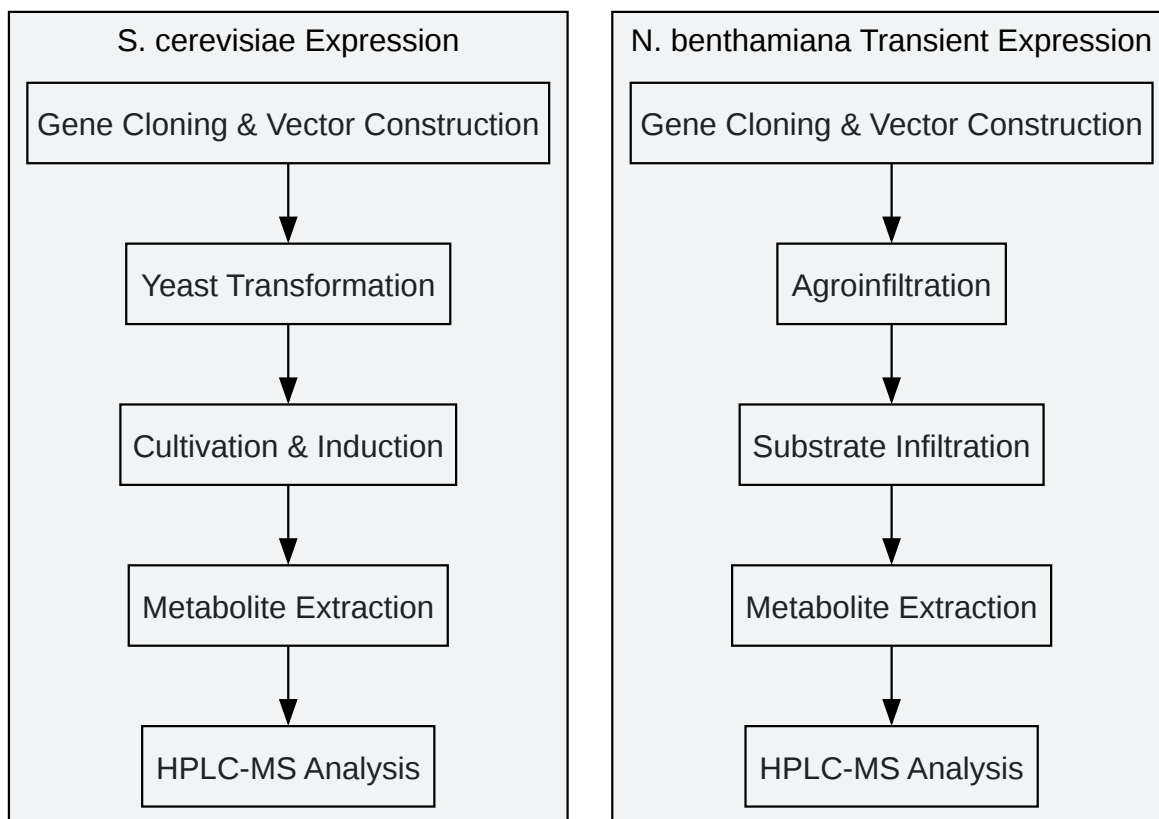 S. cerevisiae Expression
Gene Cloning & Vector Construction
Yeast Transformation
Cultivation & Induction
Metabolite Extraction
HPLC-MS Analysis
N. benthamiana Transient Expression
Gene Cloning & Vector Construction
Agroinfiltration
Substrate Infiltration
Metabolite Extraction
HPLC-MS Analysis